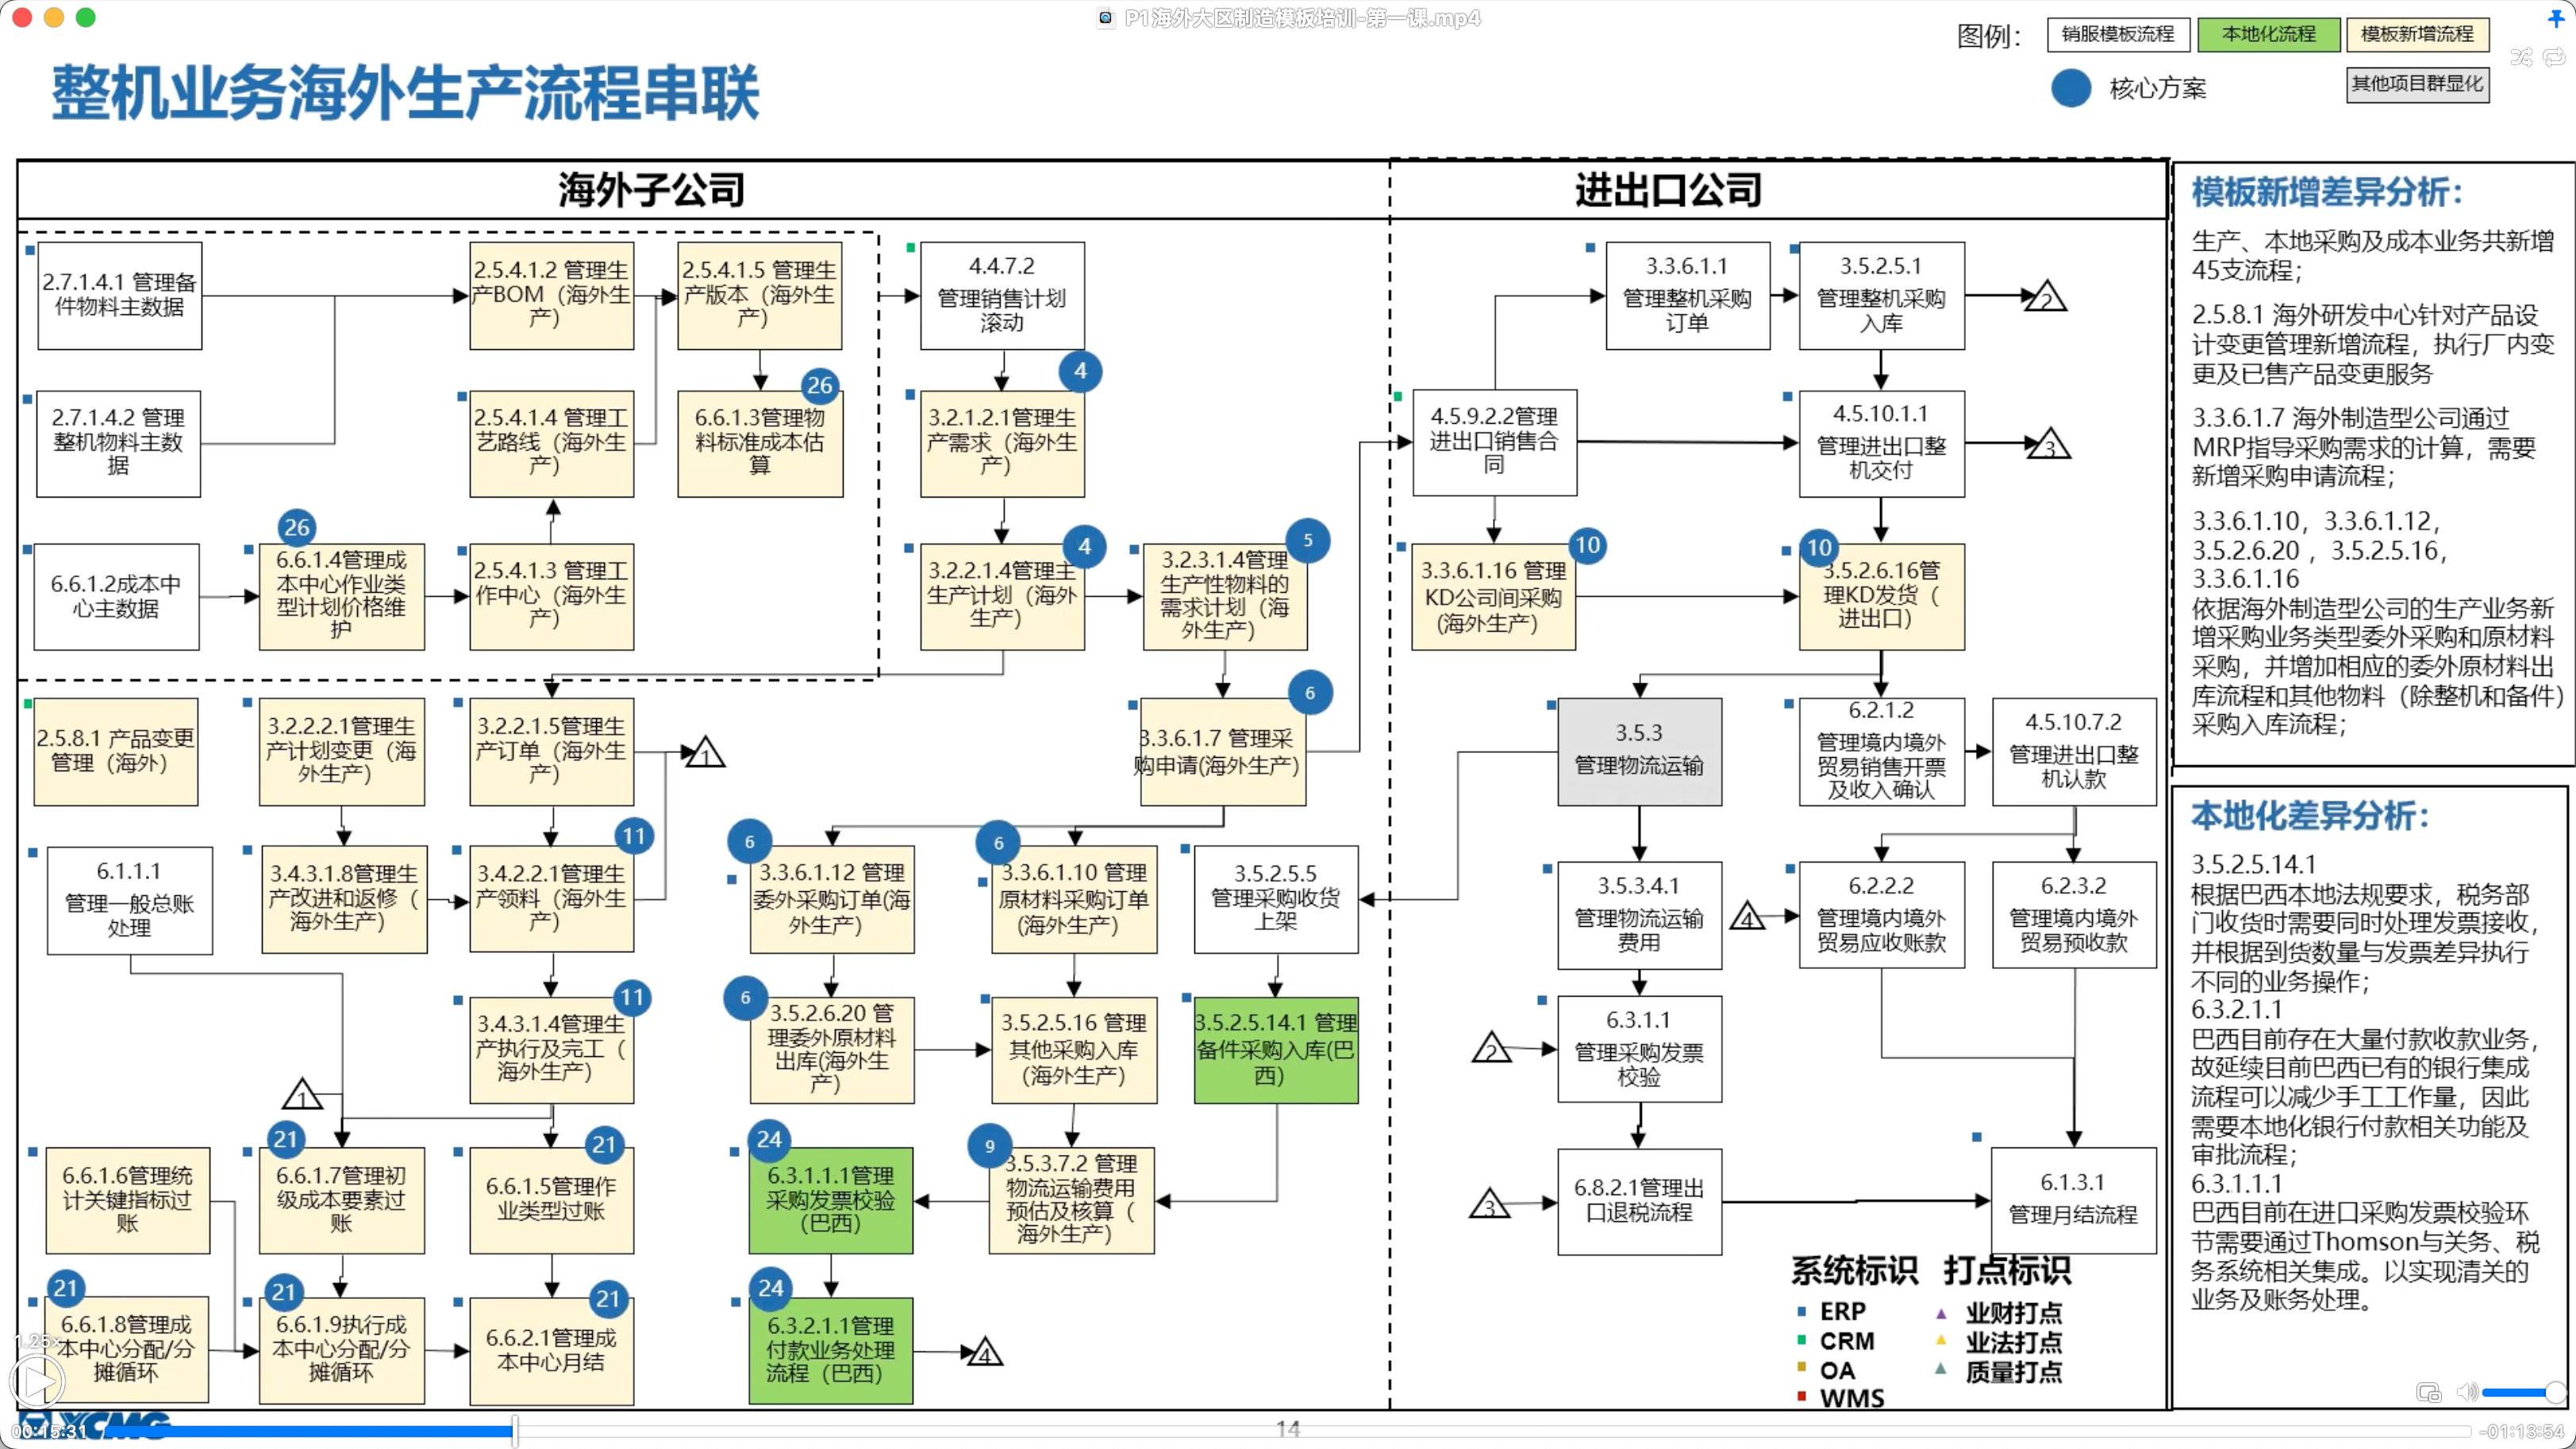 P1海外大区制造模板培训-第一课.mp4
图例：
销服模板流程
本地化流程
模板新增流程
核心方案
其他项目群显化
整机业务海外生产流程串联
海外子公司
进出口公司
2.7.1.4.1 管理备
件物料主数据
2.5.4.1.2 管理生
产BOM（海外生
产）
2.5.4.1.5 管理生
产版本（海外生
产）
4.4.7.2
管理销售计划
滚动
3.3.6.1.1
管理整机采购
订单
3.5.2.5.1
管理整机采购
入库
2
2.7.1.4.2 管理
整机物料主数
据
2.5.4.1.4 管理工
艺路线（海外生
产）
26
6.6.1.3管理物
料标准成本估
算
4
3.2.1.2.1管理生
产需求（海外生
产）
4.5.9.2.2管理
进出口销售合
同
4.5.10.1.1
管理进出口整
机交付
3
6.6.1.2成本中
心主数据
26
6.6.1.4管理成
本中心作业类
型计划价格维
护
2.5.4.1.3 管理工
作中心（海外生
产）
4
3.2.2.1.4管理主
生产计划（海外
生产）
5
3.2.3.1.4管理
生产性物料的
需求计划（海
外生产）
10
3.3.6.1.16 管理
KD公司间采购
(海外生产）
10
3.5.2.6.16管
理KD发货（
进出口）
2.5.8.1 产品变更
管理（海外）
3.2.2.2.1管理生
产计划变更（海
外生产）
3.2.2.1.5管理生
产订单（海外生
产）
1
6
3.3.6.1.7 管理采
购申请(海外生产）
3.5.3
管理物流运输
6.2.1.2
管理境内境外
贸易销售开票
及收入确认
4.5.10.7.2
管理进出口整
机认款
6.1.1.1
管理一般总账
处理
3.4.3.1.8管理生
产改进和返修（
海外生产）
11
3.4.2.2.1管理生
产领料（海外生
产）
6
3.3.6.1.12 管理
委外采购订单(海
外生产）
6
3.3.6.1.10 管理
原材料采购订单
(海外生产）
3.5.2.5.5
管理采购收货
上架
3.5.3.4.1
管理物流运输
费用
4
6.2.2.2
管理境内境外
贸易应收账款
6.2.3.2
管理境内境外
贸易预收款
11
3.4.3.1.4管理生
产执行及完工（
海外生产）
6
3.5.2.6.20 管
理委外原材料
出库(海外生
产）
3.5.2.5.16 管理
其他采购入库
(海外生产）
3.5.2.5.14.1 管理
备件采购入库(巴
西）
2
6.3.1.1
管理采购发票
校验
1
6.6.1.6管理统
计关键指标过
账
21
6.6.1.7管理初
级成本要素过
账
21
6.6.1.5管理作
业类型过账
24
6.3.1.1.1管理
采购发票校验
（巴西）
9
3.5.3.7.2 管理
物流运输费用
预估及核算（
海外生产）
3
6.8.2.1管理出
口退税流程
6.1.3.1
管理月结流程
21
6.6.1.8管理成
本中心分配/分
摊循环
21
6.6.1.9执行成
本中心分配/分
摊循环
21
6.6.2.1管理成
本中心月结
24
6.3.2.1.1管理
付款业务处理
流程（巴西）
4
系统标识
ERP
CRM
OA
WMS
打点标识
业财打点
业法打点
质量打点
模板新增差异分析：
生产、本地采购及成本业务共新增
45支流程；
2.5.8.1 海外研发中心针对产品设
计变更管理新增流程，执行厂内变
更及已售产品变更服务
3.3.6.1.7 海外制造型公司通过
MRP指导采购需求的计算，需要
新增采购申请流程；
3.3.6.1.10，3.3.6.1.12，
3.5.2.6.20 ，3.5.2.5.16，
3.3.6.1.16
依据海外制造型公司的生产业务新
增采购业务类型委外采购和原材料
采购，并增加相应的委外原材料出
库流程和其他物料（除整机和备件）
采购入库流程；
本地化差异分析：
3.5.2.5.14.1
根据巴西本地法规要求，税务部
门收货时需要同时处理发票接收，
并根据到货数量与发票差异执行
不同的业务操作；
6.3.2.1.1
巴西目前存在大量付款收款业务，
故延续目前巴西已有的银行集成
流程可以减少手工工作量，因此
需要本地化银行付款相关功能及
审批流程；
6.3.1.1.1
巴西目前在进口采购发票校验环
节需要通过Thomson与关务、税
务系统相关集成。以实现清关的
业务及账务处理。
1.25×
XCMG
00:15:31
14
-01:13:54